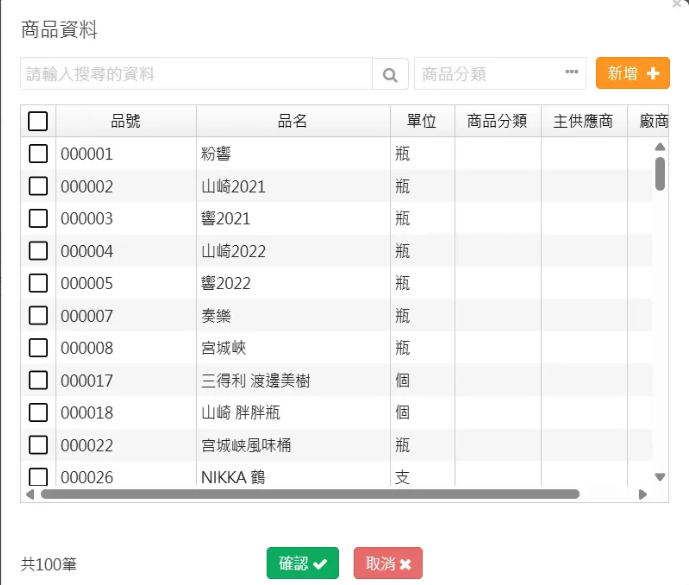 商品資料
請輸入搜尋的資料 商品分類 ••• 新增
品號 品名 單位 商品分類 主供應商 廠商
000001 粉響 瓶
000002 山崎2021 瓶
000003 響2021 瓶
000004 山崎2022 瓶
000005 響2022 瓶
000007 奏樂 瓶
000008 宮城峽 瓶
000017 三得利 渡邊美樹 個
000018 山崎 胖胖瓶 個
000022 宮城峡風味桶 瓶
000026 NIKKA 鶴 支
共100筆 確認 取消